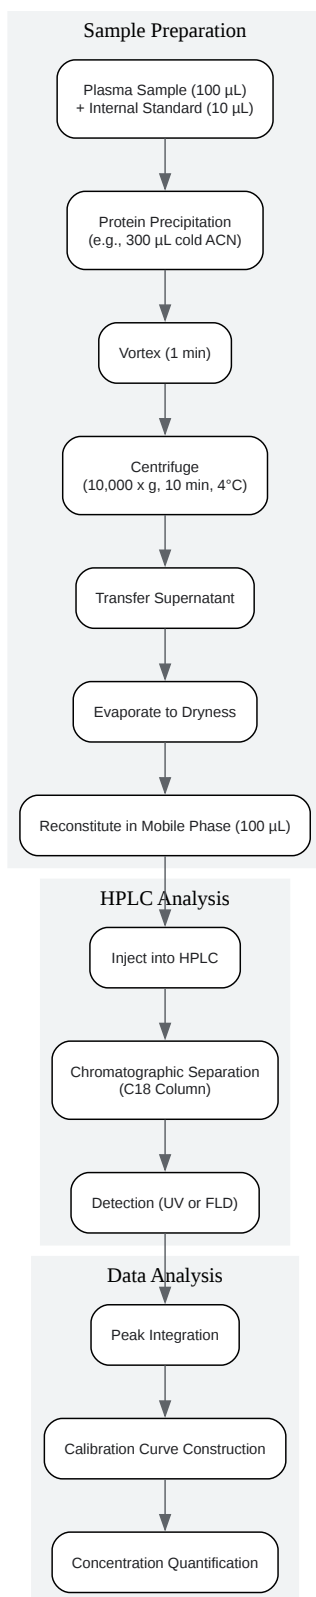 Sample Preparation
Plasma Sample (100 µL)
+ Internal Standard (10 µL)
Protein Precipitation
(e.g., 300 µL cold ACN)
Vortex (1 min)
Centrifuge
(10,000 x g, 10 min, 4°C)
Transfer Supernatant
Evaporate to Dryness
Reconstitute in Mobile Phase (100 µL)
HPLC Analysis
Inject into HPLC
Chromatographic Separation
(C18 Column)
Detection (UV or FLD)
Data Analysis
Peak Integration
Calibration Curve Construction
Concentration Quantification